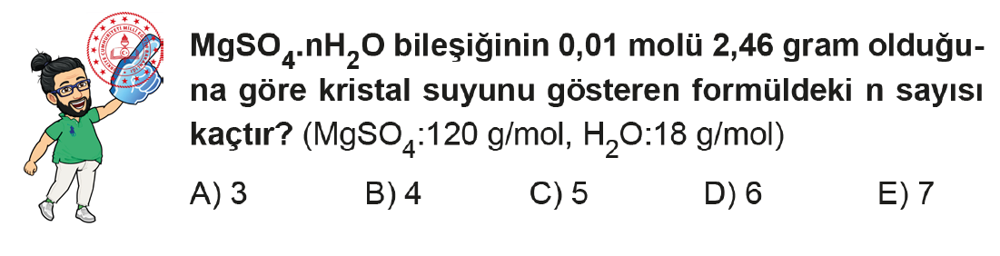 MgSO₄.nH₂O bileşiğinin 0,01 molü 2,46 gram olduğu-
na göre kristal suyunu gösteren formüldeki n sayısı
kaçtır? (MgSO₄:120 g/mol, H₂O:18 g/mol)
A) 3 B) 4 C) 5 D) 6 E) 7